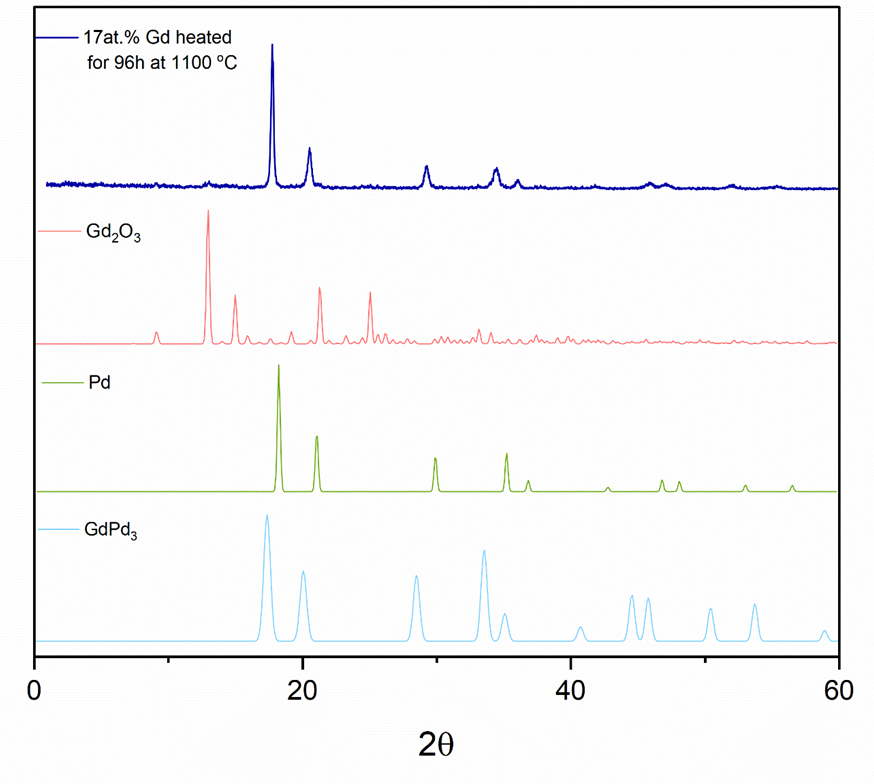 17at.% Gd heated
for 96h at 1100 ºC
Gd₂O₃
Pd
GdPd₃
0 20 40 60
2θ